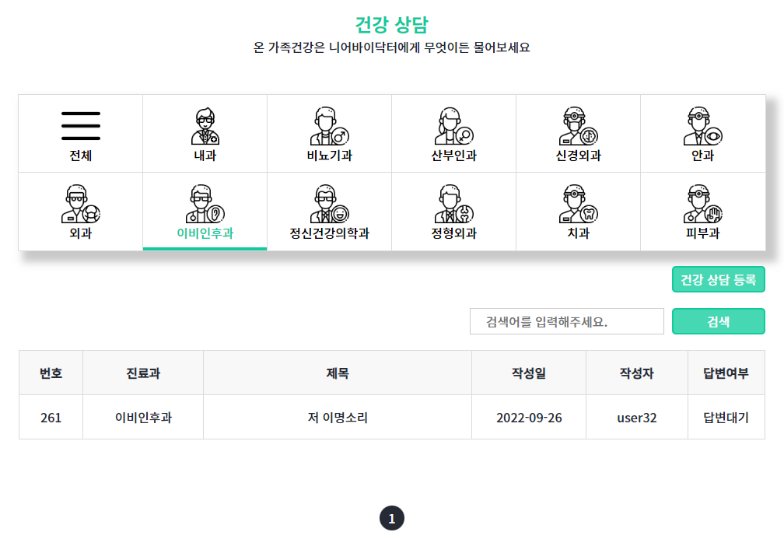 건강 상담
온 가족건강은 니어바이닥터에게 무엇이든 물어보세요
전체 내과 비뇨기과 산부인과 신경외과 안과
외과 이비인후과 정신건강의학과 정형외과 치과 피부과
건강 상담 등록
검색어를 입력해주세요. 검색
번호 진료과 제목 작성일 작성자 답변여부
261 이비인후과 저 이명소리 2022-09-26 user32 답변대기
1